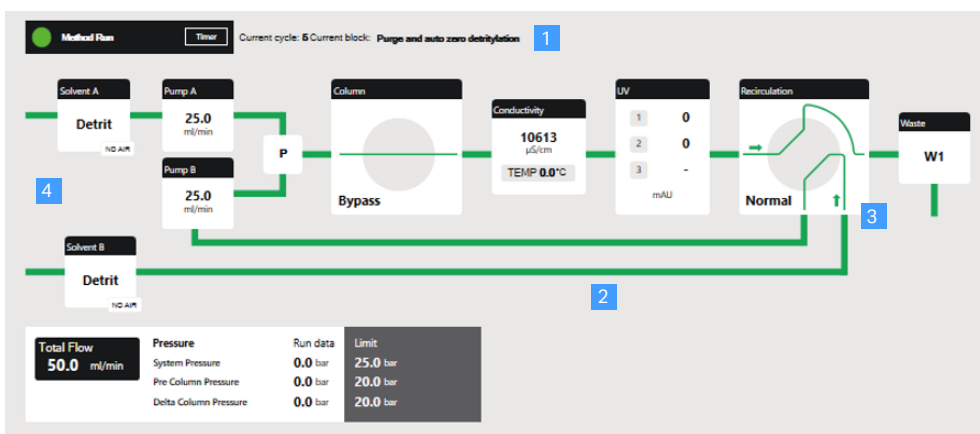 Method Run
Timer
Current cycle: 5 Current block: Purge and auto zero detritylation
1
Solvent A
Detrit
NO AIR
Pump A
25.0
ml/min
Pump B
25.0
ml/min
P
Column
Bypass
Conductivity
10613
µS/cm
TEMP 0.0°C
UV
1 0
2 0
3 -
mAU
Recirculation
Normal
Waste
W1
4
3
Solvent B
Detrit
NO AIR
2
Total Flow
50.0 ml/min
Pressure Run data Limit
System Pressure 0.0 bar 25.0 bar
Pre Column Pressure 0.0 bar 20.0 bar
Delta Column Pressure 0.0 bar 20.0 bar